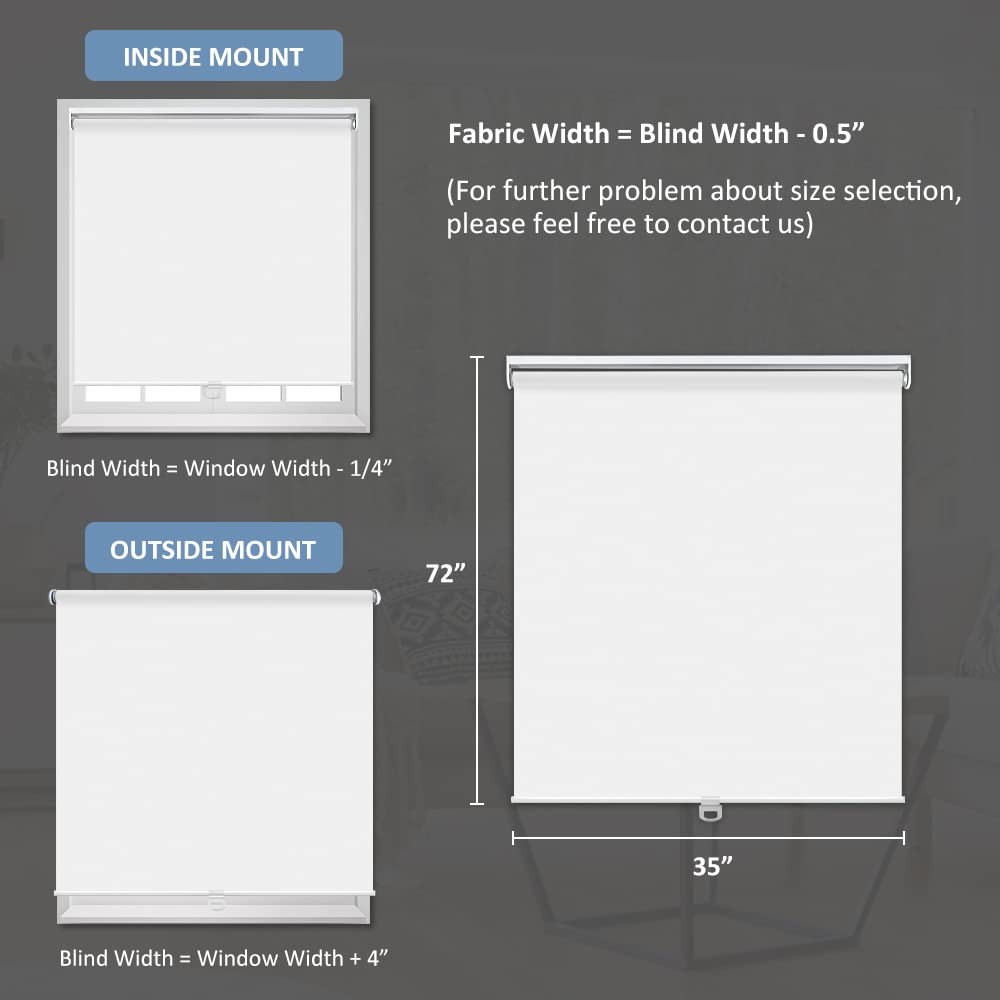 INSIDE MOUNT
Fabric Width = Blind Width - 0.5”
(For further problem about size selection,
please feel free to contact us)
Blind Width = Window Width - 1/4”
OUTSIDE MOUNT
72”
35”
Blind Width = Window Width + 4”